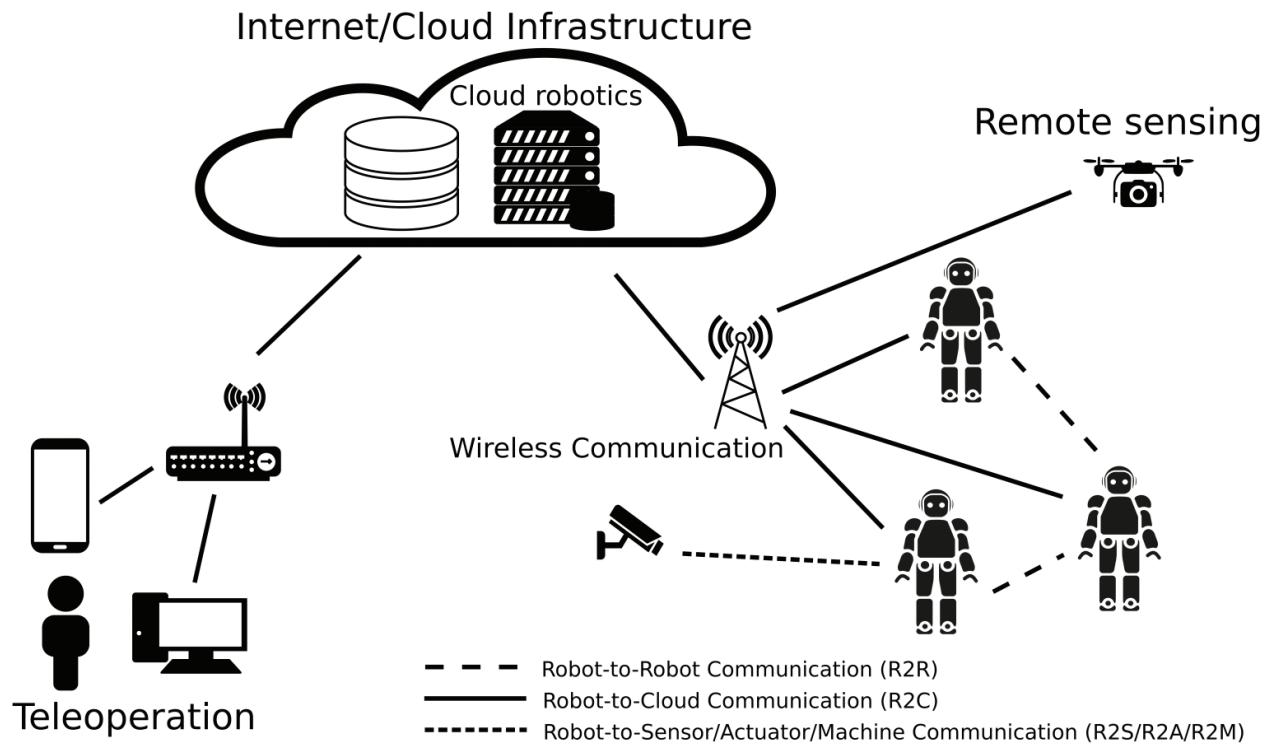 Internet/Cloud Infrastructure
Cloud robotics
Remote sensing
Wireless Communication
Teleoperation
Robot-to-Robot Communication (R2R)
Robot-to-Cloud Communication (R2C)
Robot-to-Sensor/Actuator/Machine Communication (R2S/R2A/R2M)